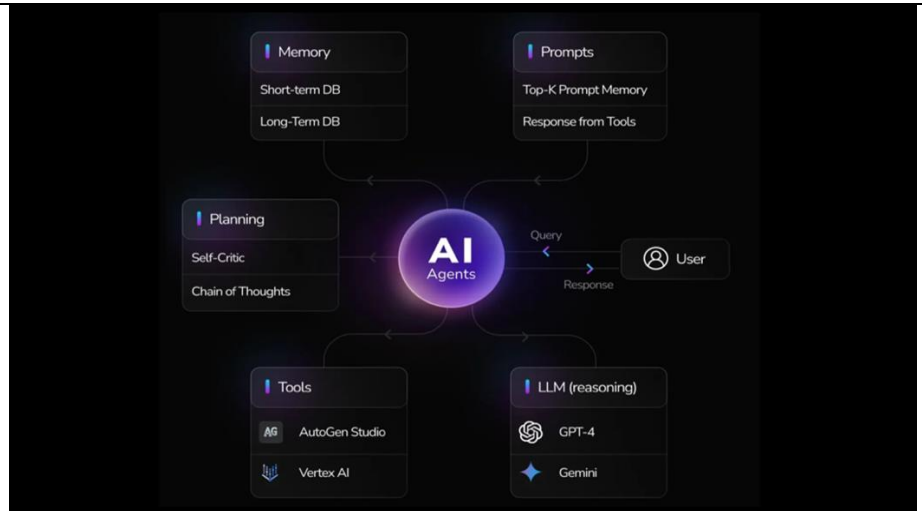 Memory
Short-term DB
Long-Term DB
Prompts
Top-K Prompt Memory
Response from Tools
Planning
Self-Critic
Chain of Thoughts
AI
Agents
Query
Response
User
Tools
AG AutoGen Studio
Vertex AI
LLM (reasoning)
GPT-4
Gemini